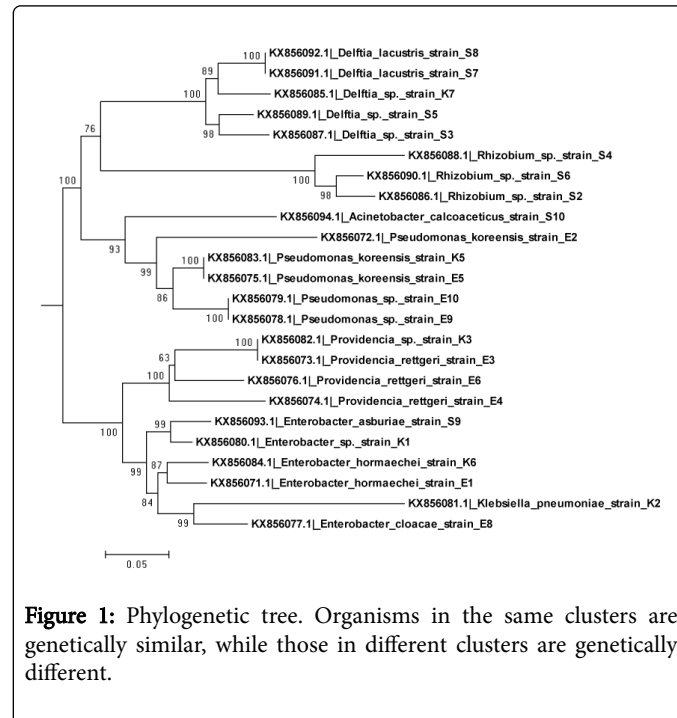 KX856092.1|_Delftia_lacustris_strain_S8
100
89
KX856091.1|_Delftia_lacustris_strain_S7
KX856085.1|_Delftia_sp._strain_K7
100
KX856089.1|_Delftia_sp._strain_S5
98
KX856087.1|_Delftia_sp._strain_S3
76
KX856088.1|_Rhizobium_sp._strain_S4
100
KX856090.1|_Rhizobium_sp._strain_S6
98
KX856086.1|_Rhizobium_sp._strain_S2
100
KX856094.1|_Acinetobacter_calcoaceticus_strain_S10
93
KX856072.1|_Pseudomonas_koreensis_strain_E2
99
KX856083.1|_Pseudomonas_koreensis_strain_K5
100
KX856075.1|_Pseudomonas_koreensis_strain_E5
86
KX856079.1|_Pseudomonas_sp._strain_E10
100
KX856078.1|_Pseudomonas_sp._strain_E9
KX856082.1|_Providencia_sp._strain_K3
100
63
KX856073.1|_Providencia_rettgeri_strain_E3
100
KX856076.1|_Providencia_rettgeri_strain_E6
KX856074.1|_Providencia_rettgeri_strain_E4
100
KX856093.1|_Enterobacter_asburiae_strain_S9
99
KX856080.1|_Enterobacter_sp._strain_K1
99
KX856084.1|_Enterobacter_hormaechei_strain_K6
87
KX856071.1|_Enterobacter_hormaechei_strain_E1
84
KX856081.1|_Klebsiella_pneumoniae_strain_K2
99
KX856077.1|_Enterobacter_cloacae_strain_E8
0.05
Figure 1: Phylogenetic tree. Organisms in the same clusters are
genetically similar, while those in different clusters are genetically
different.